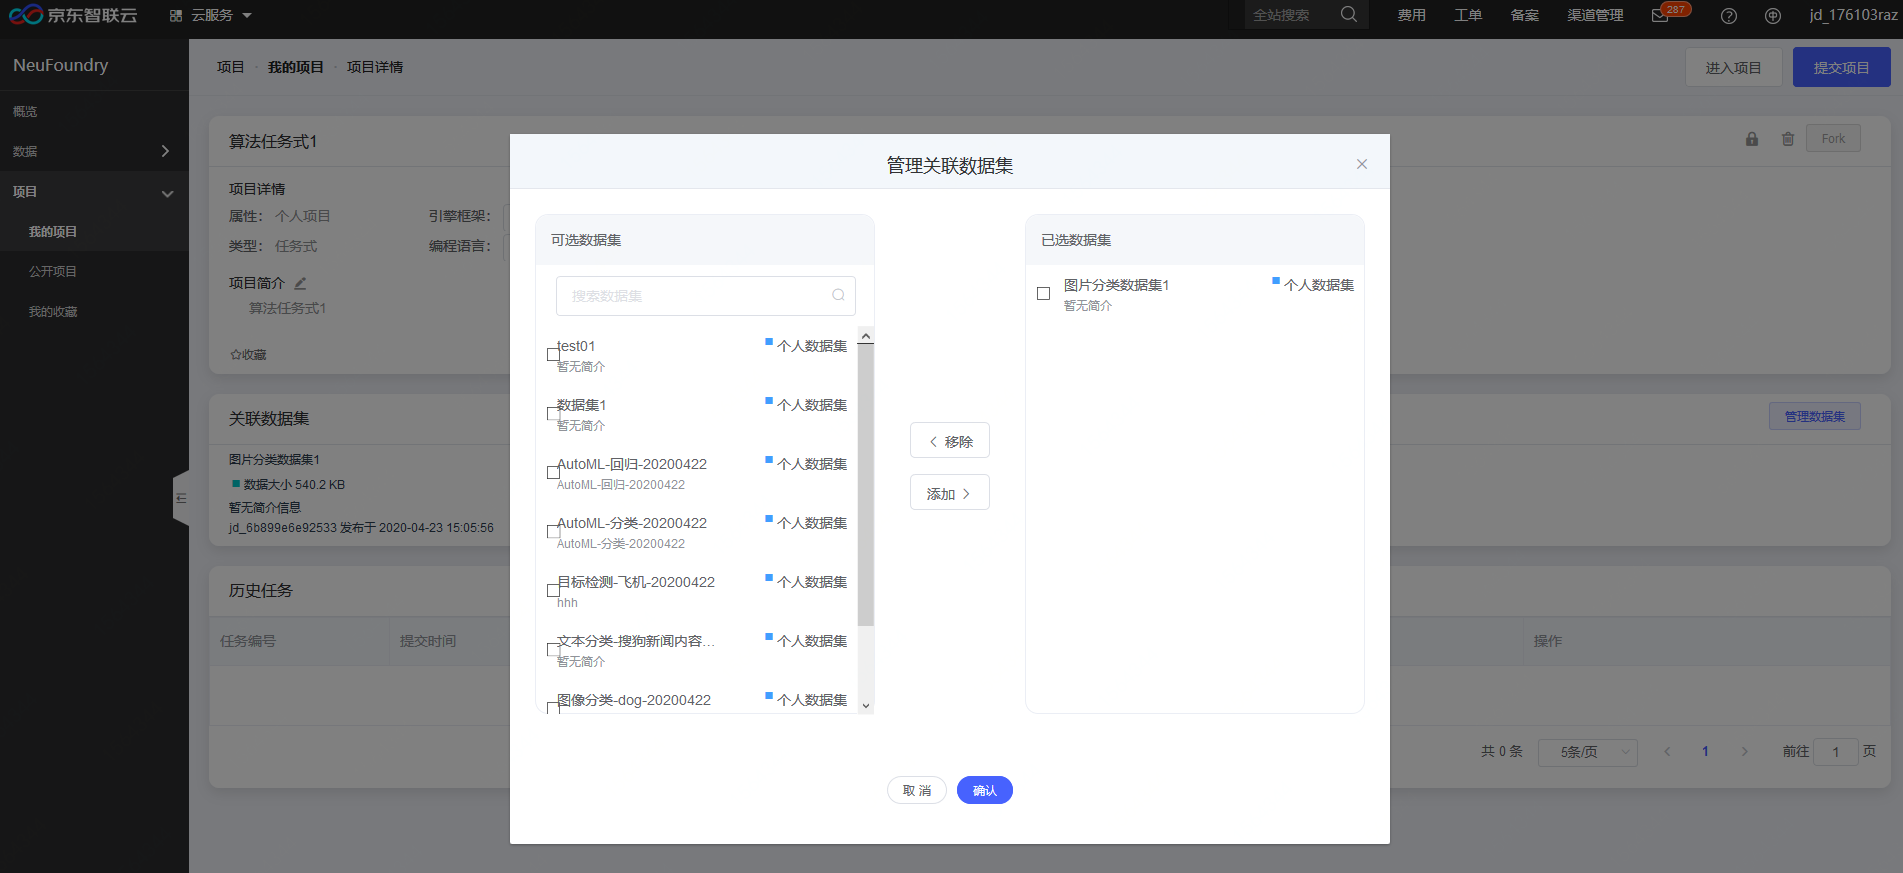 京东智联云
云服务
全站搜索
费用
工单
备案
渠道管理
287
jd_176103raz
NeuFoundry
概览
数据
项目
我的项目
公开项目
我的收藏
项目 · 我的项目 · 项目详情
进入项目
提交项目
算法任务式1
Fork
项目详情
属性： 个人项目
引擎框架：
类型： 任务式
编程语言：
项目简介
算法任务式1
收藏
关联数据集
管理数据集
图片分类数据集1
数据大小 540.2 KB
暂无简介信息
jd_6b899e6e92533 发布于 2020-04-23 15:05:56
历史任务
任务编号
提交时间
操作
共 0 条
5条/页
1
前往 1 页
管理关联数据集
可选数据集
搜索数据集
test01
个人数据集
暂无简介
数据集1
个人数据集
暂无简介
AutoML-回归-20200422
个人数据集
AutoML-回归-20200422
AutoML-分类-20200422
个人数据集
AutoML-分类-20200422
目标检测-飞机-20200422
个人数据集
hhh
文本分类-搜狗新闻内容...
个人数据集
暂无简介
图像分类-dog-20200422
个人数据集
移除
添加
已选数据集
图片分类数据集1
个人数据集
暂无简介
取 消
确认